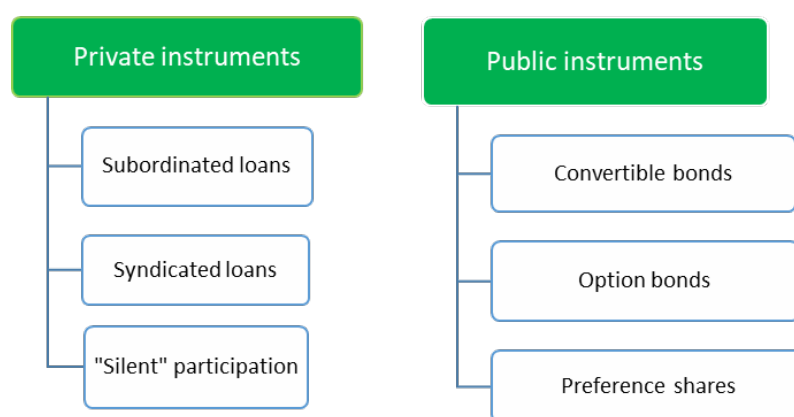 Private instruments
Subordinated loans
Syndicated loans
"Silent" participation
Public instruments
Convertible bonds
Option bonds
Preference shares